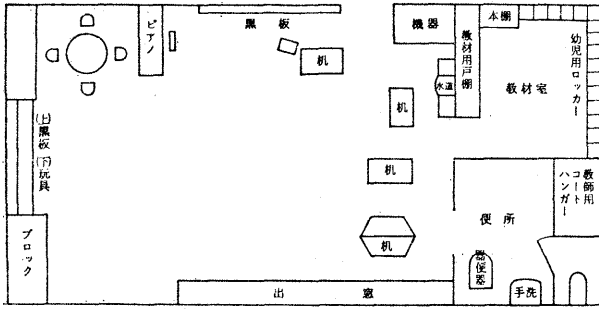 ピアノ
黒板
机
機器
教材用戸棚
本棚
幼児用ロッカー
水道
教材室
机
(上)黒板 (下)玩具
机
教師用
コート
ハンガー
便所
ブロック
机
器便器
手洗
出窓